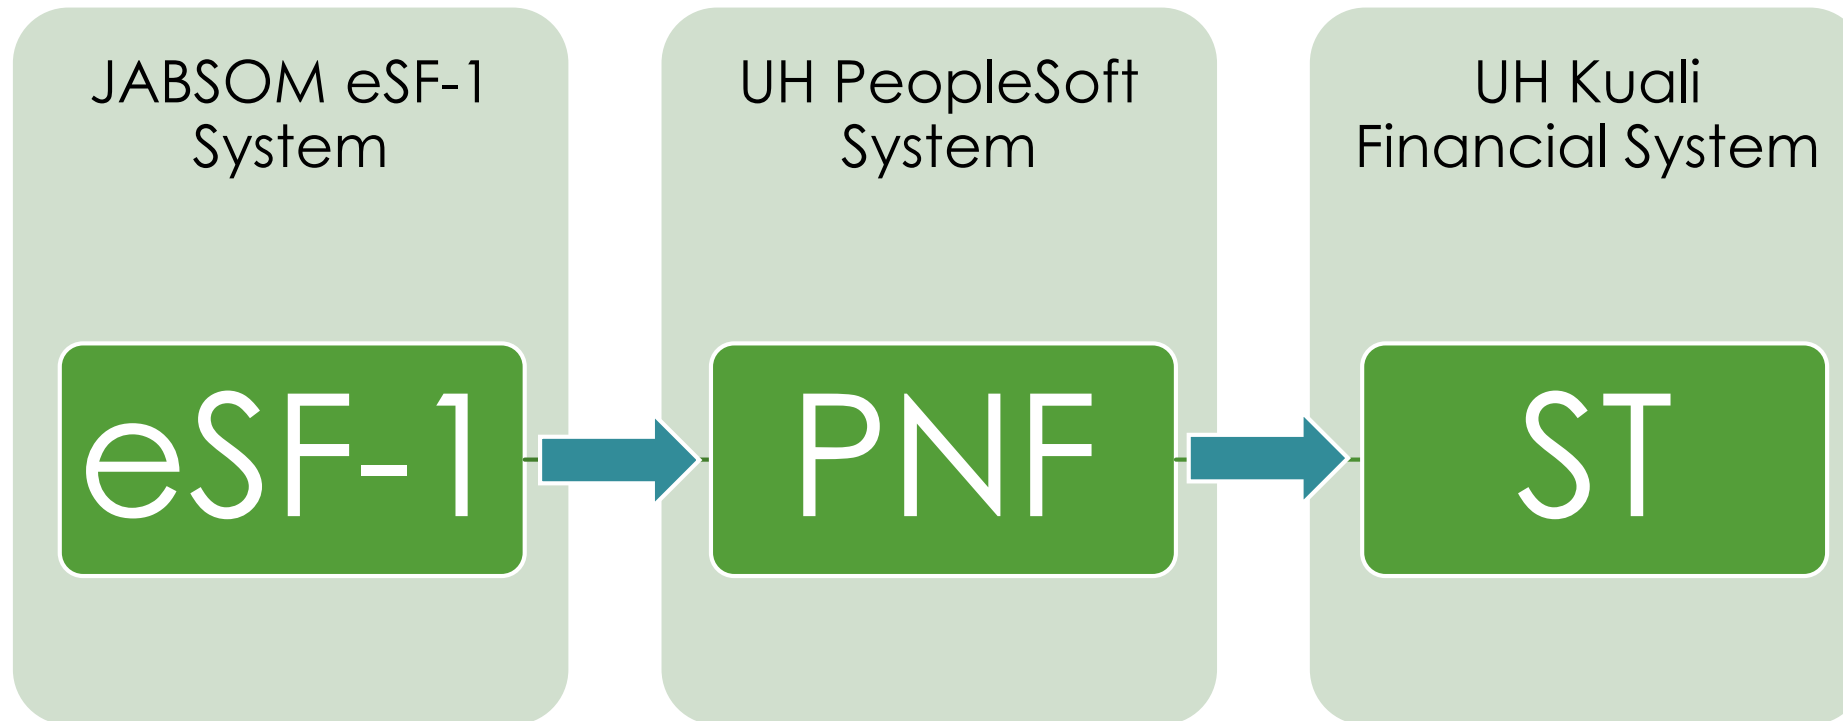 JABSOM eSF-1
System
eSF-1
UH PeopleSoft
System
PNF
UH Kuali
Financial System
ST